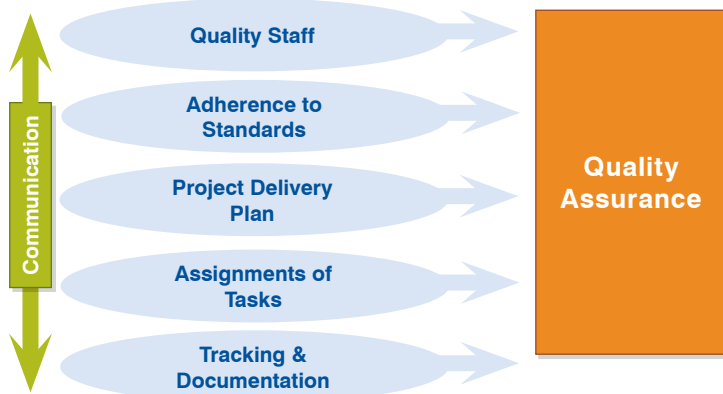 Communication
Quality Staff
Adherence to
Standards
Project Delivery
Plan
Assignments of
Tasks
Tracking &
Documentation
Quality
Assurance